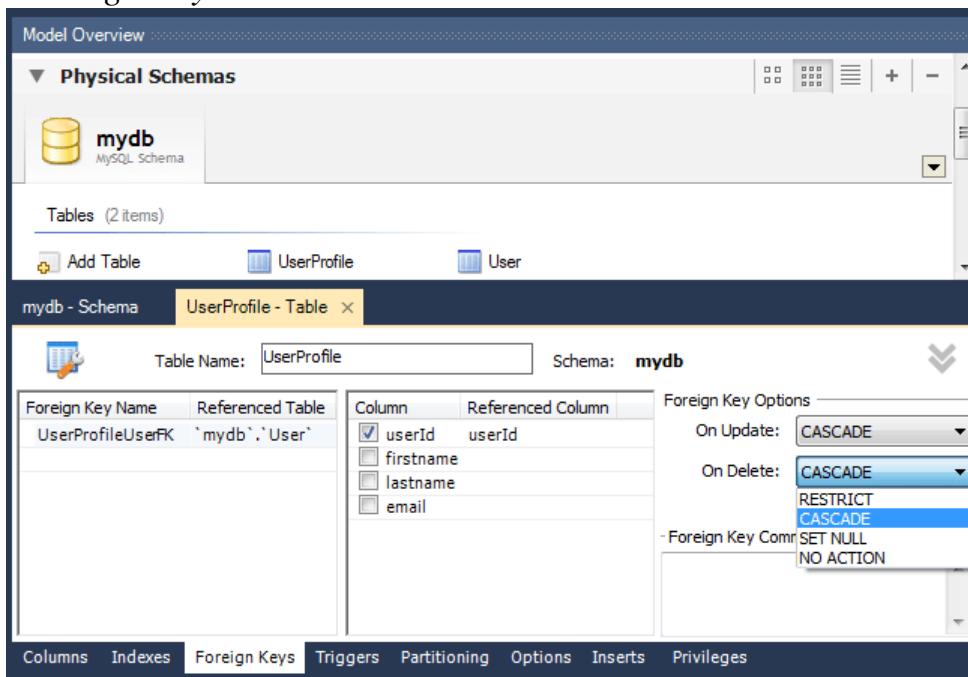 Model Overview
Physical Schemas
mydb
MySQL Schema
Tables (2 items)
Add Table UserProfile User
mydb - Schema UserProfile - Table ×
Table Name: UserProfile Schema: mydb
Foreign Key Name Referenced Table Column Referenced Column Foreign Key Options
UserProfileUserFK `mydb`.`User` userId userId On Update: CASCADE
firstname
lastname On Delete: CASCADE
email RESTRICT
CASCADE
Foreign Key Comm SET NULL
NO ACTION
Columns Indexes Foreign Keys Triggers Partitioning Options Inserts Privileges